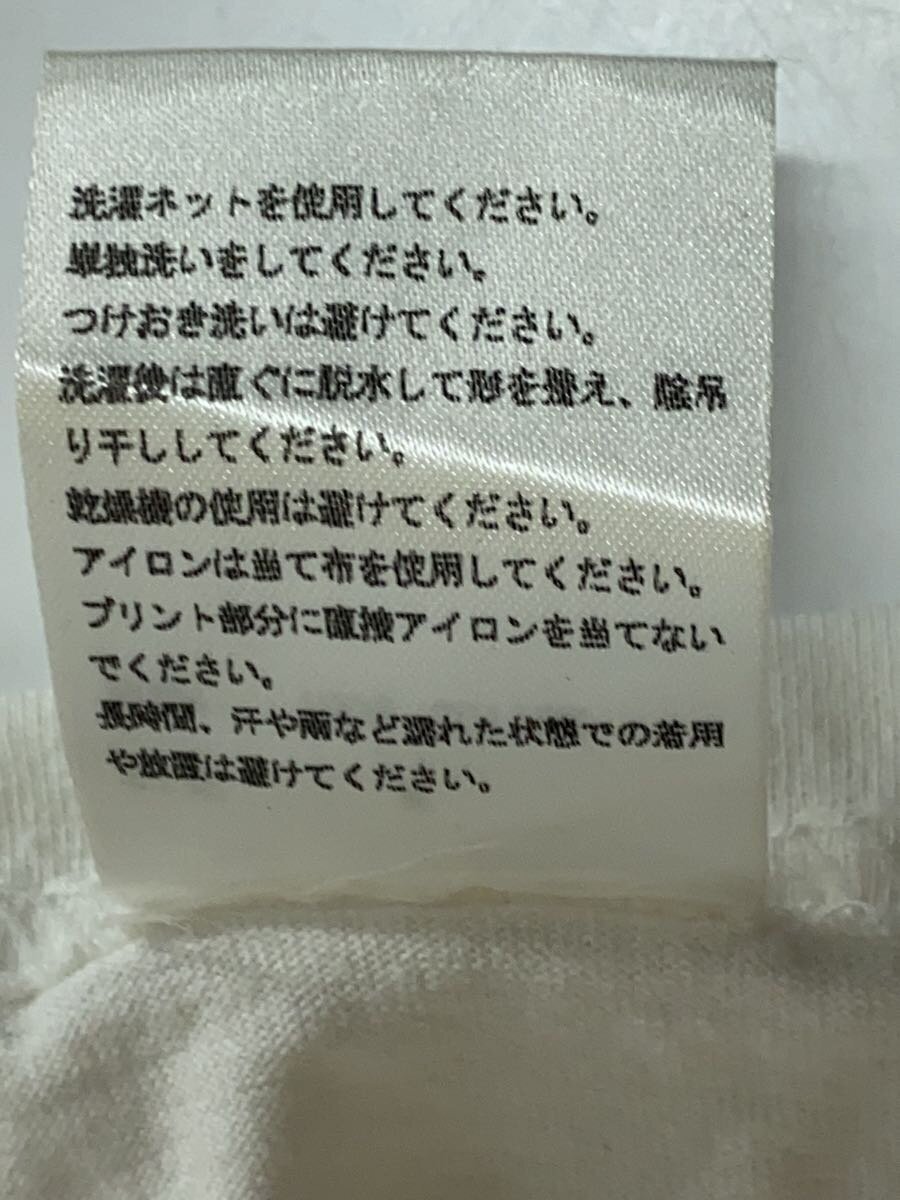 洗濯ネットを使用してください。
単独洗いをしてください。
つけおき洗いは避けてください。
洗濯後は直ぐに脱水して形を整え、陰吊
り干ししてください。
乾燥機の使用は避けてください。
アイロンは当て布を使用してください。
プリント部分に直接アイロンを当てない
でください。
長時間、汗や雨など濡れた状態での着用
や放置は避けてください。